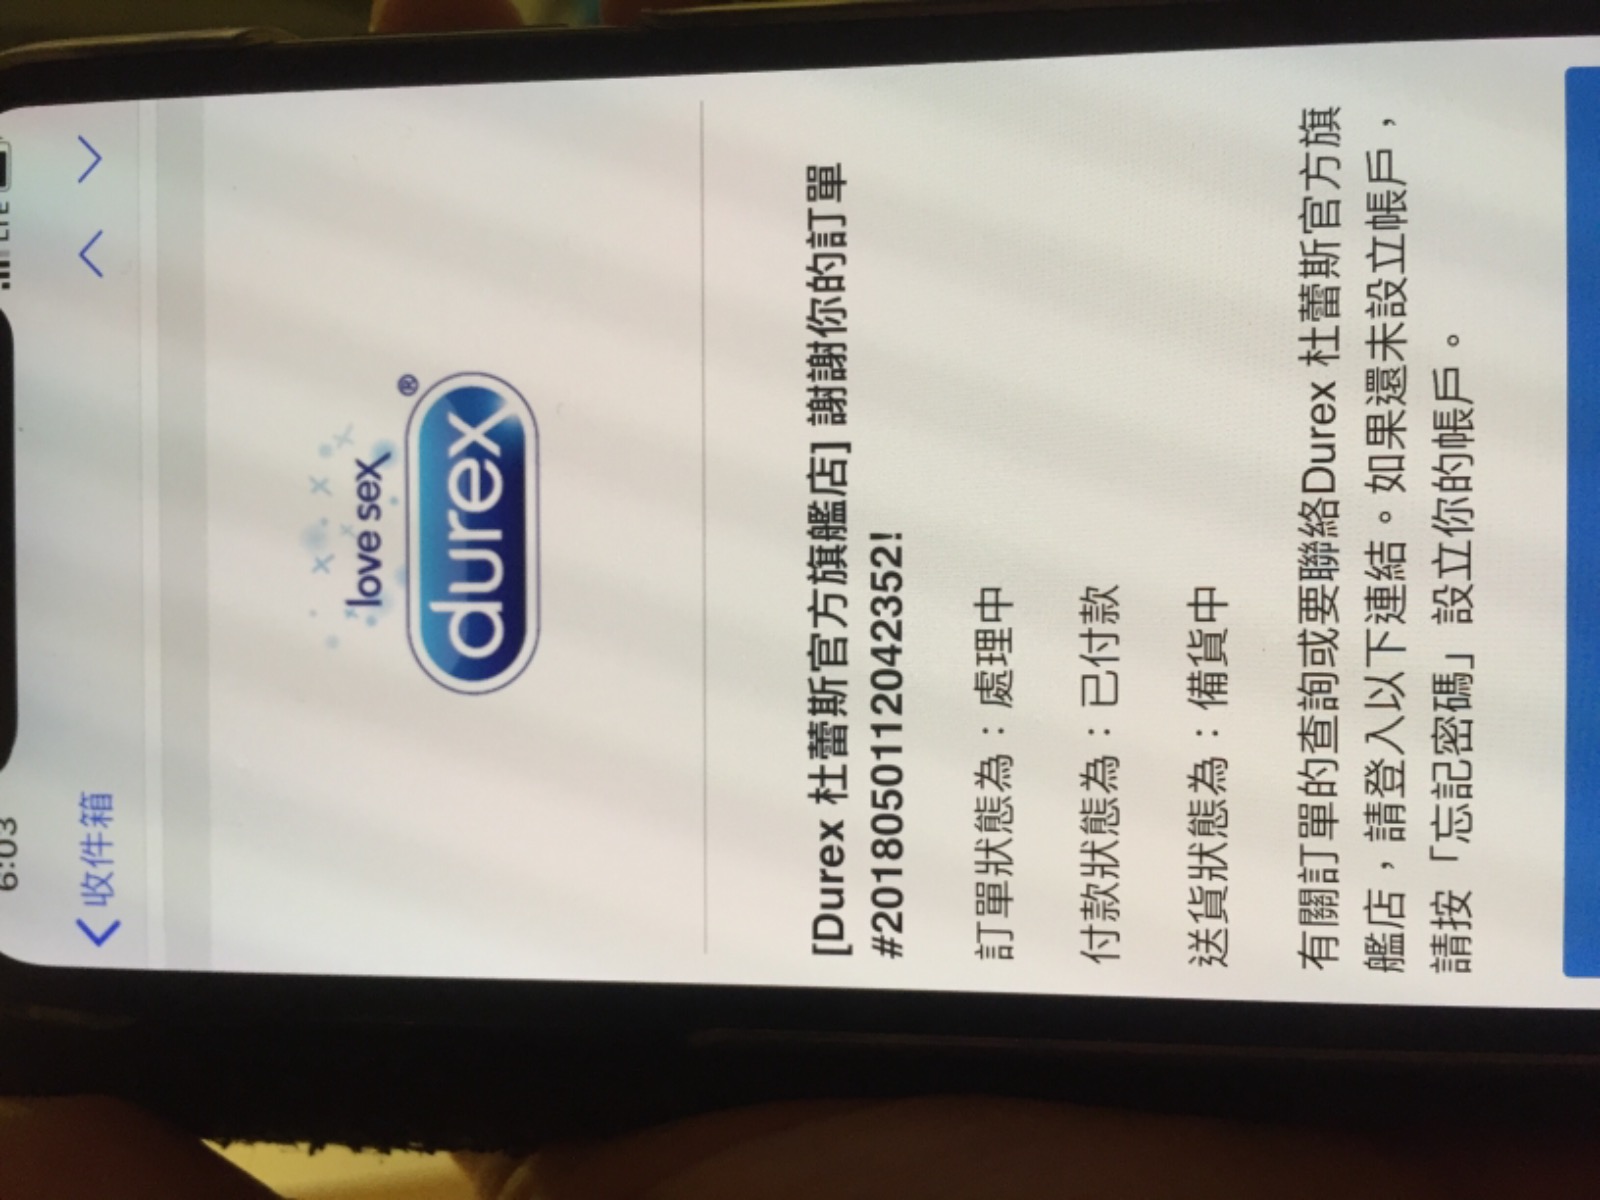 6:03
LTE
收件箱
love sex
durex®
[Durex 杜蕾斯官方旗艦店] 謝謝你的訂單
#20180501120422352!
訂單狀態為：處理中
付款狀態為：已付款
送貨狀態為：備貨中
有關訂單的查詢或要聯絡Durex 杜蕾斯官方旗
艦店，請登入以下連結。如果還未設立帳戶，
請按「忘記密碼」設立你的帳戶。